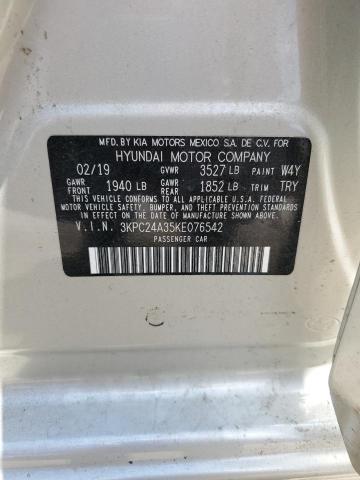 MFD. BY KIA MOTORS MEXICO S.A. DE C.V. FOR
HYUNDAI MOTOR COMPANY
02/19 GVWR 3527 LB PAINT W4Y
GAWR FRONT 1940 LB GAWR REAR 1852 LB TRIM TRY
THIS VEHICLE CONFORMS TO ALL APPLICABLE U.S. FEDERAL
MOTOR VEHICLE SAFETY, BUMPER, AND THEFT PREVENTION
STANDARDS IN EFFECT ON THE DATE OF MANUFACTURE SHOWN ABOVE.
V.I.N. 3KPC24A35KE076542
PASSENGER CAR